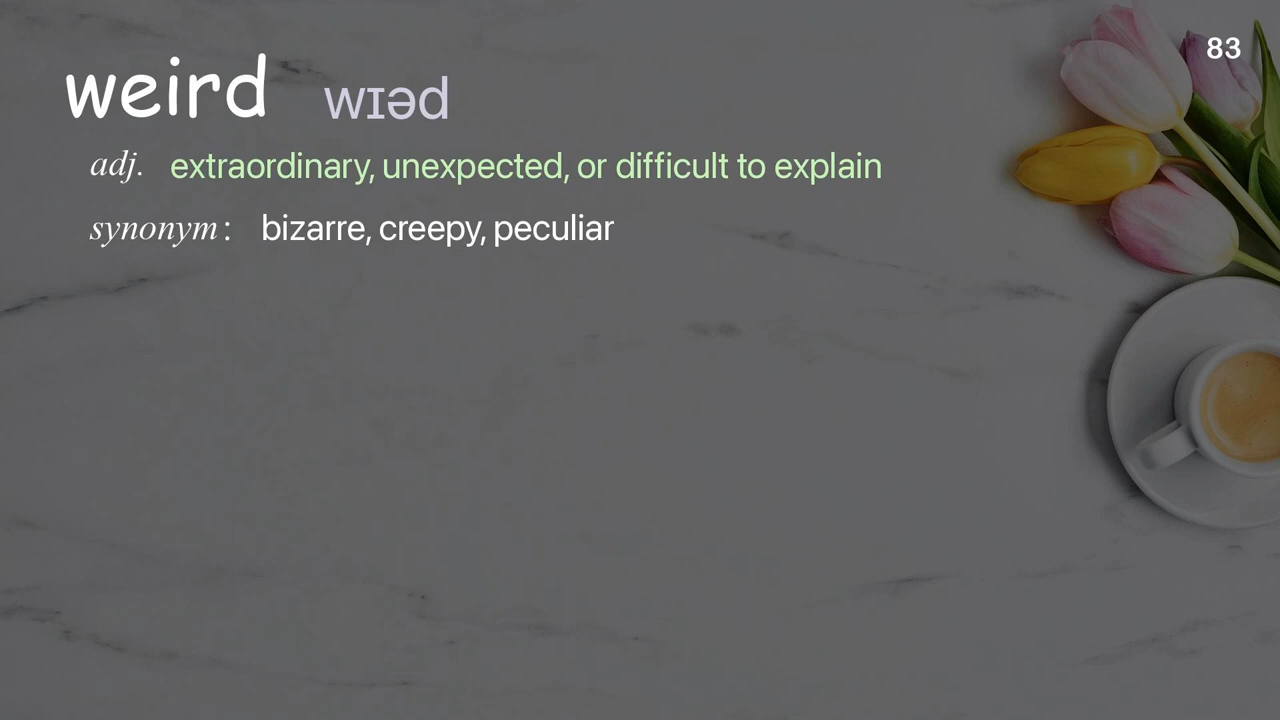 83
weird wɪəd
adj. extraordinary, unexpected, or difficult to explain
synonym : bizarre, creepy, peculiar